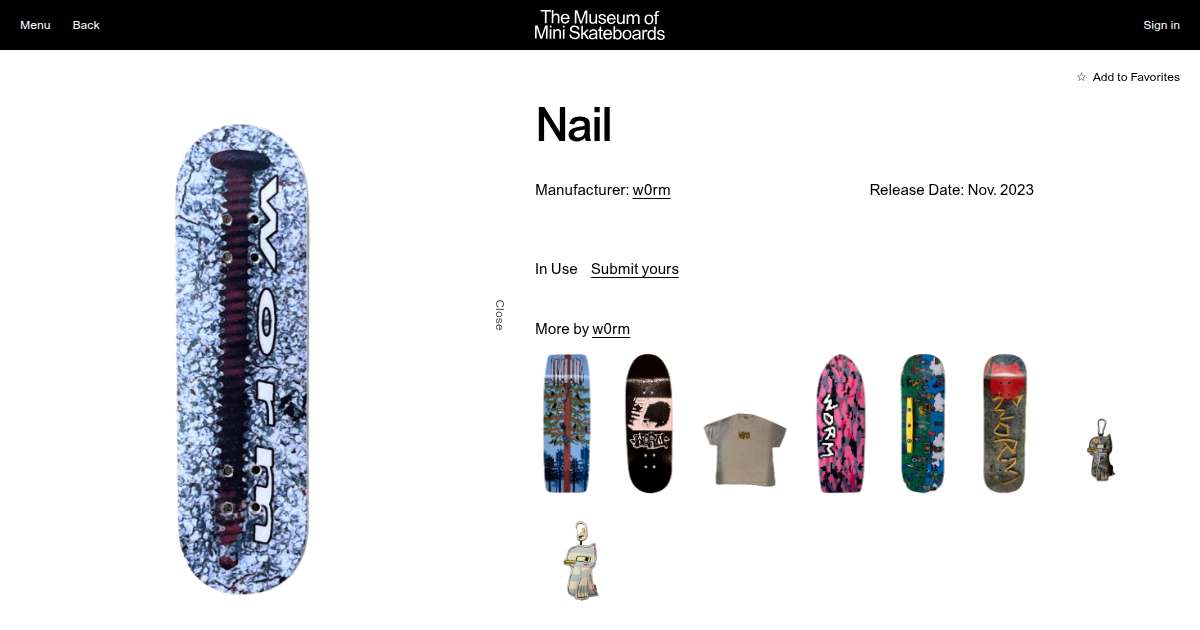 Menu
Back
The Museum of
Mini Skateboards
Sign in
☆ Add to Favorites
Nail
Manufacturer: w0rm
Release Date: Nov. 2023
worm
In Use
Submit yours
Close
More by w0rm
WORM
WORM